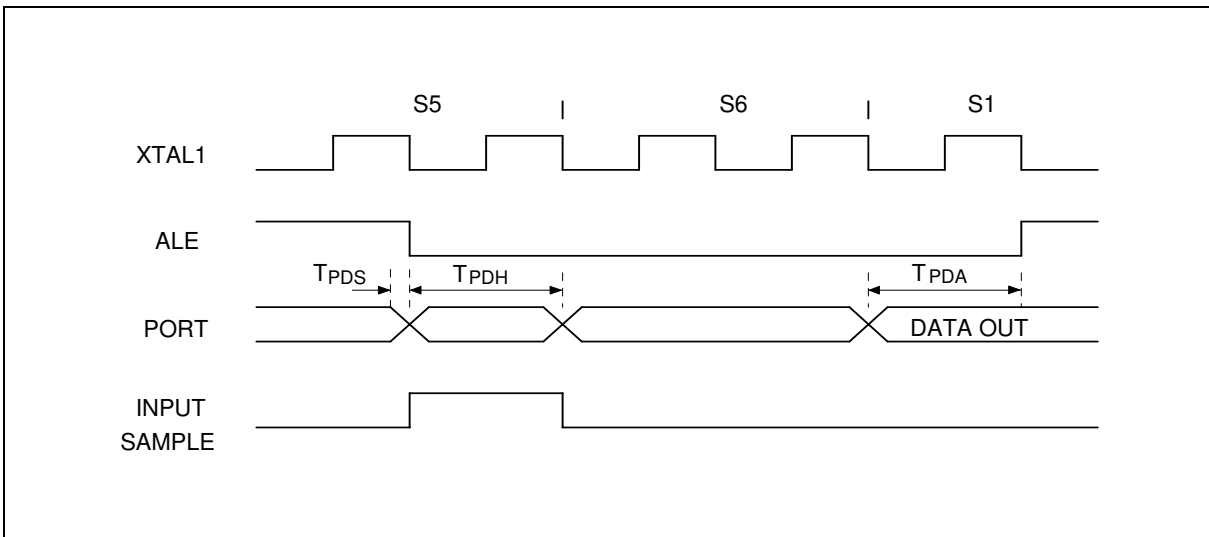 S5 | S6 | S1
XTAL1
ALE
TPDS TPDH TPDA
PORT DATA OUT
INPUT
SAMPLE